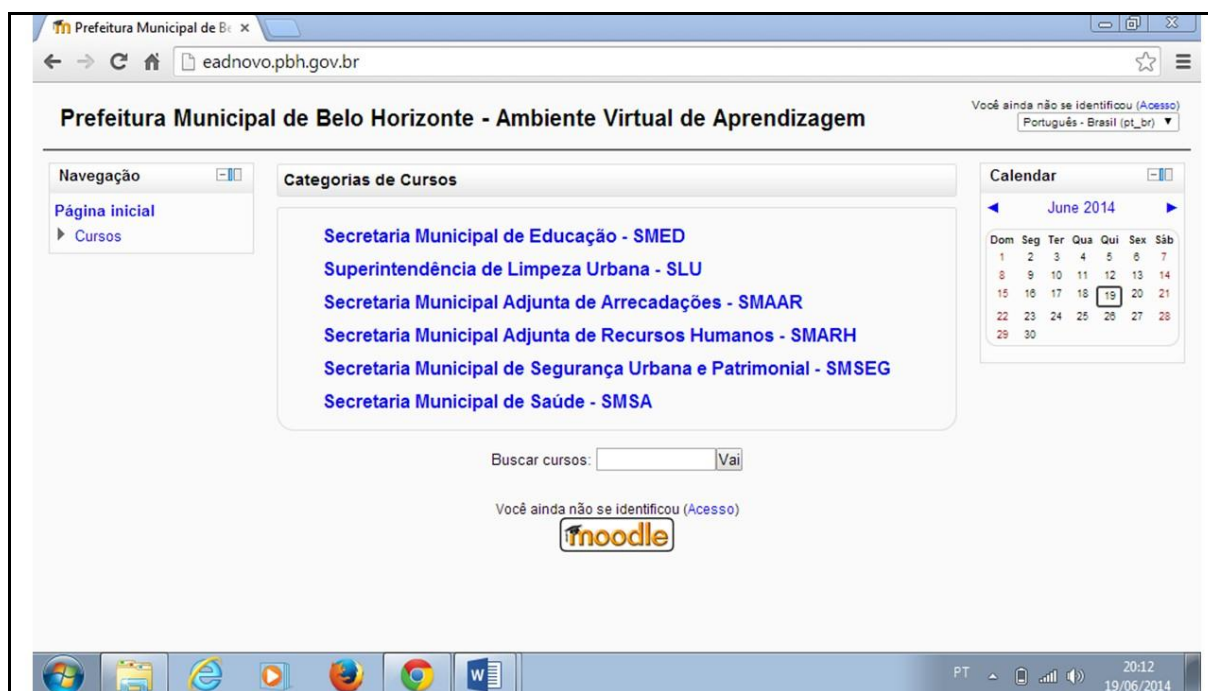 Prefeitura Municipal de Be
eadnovo.pbh.gov.br
Prefeitura Municipal de Belo Horizonte - Ambiente Virtual de Aprendizagem
Você ainda não se identificou (Acesso)
Português - Brasil (pt_br)
Navegação
Página inicial
Cursos
Categorias de Cursos
Secretaria Municipal de Educação - SMED
Superintendência de Limpeza Urbana - SLU
Secretaria Municipal Adjunta de Arrecadações - SMAAR
Secretaria Municipal Adjunta de Recursos Humanos - SMARH
Secretaria Municipal de Segurança Urbana e Patrimonial - SMSEG
Secretaria Municipal de Saúde - SMSA
Buscar cursos: Vai
Você ainda não se identificou (Acesso)
moodle
Calendar
June 2014
Dom Seg Ter Qua Qui Sex Sáb
1 2 3 4 5 6 7
8 9 10 11 12 13 14
15 16 17 18 19 20 21
22 23 24 25 26 27 28
29 30
PT
20:12
19/06/2014